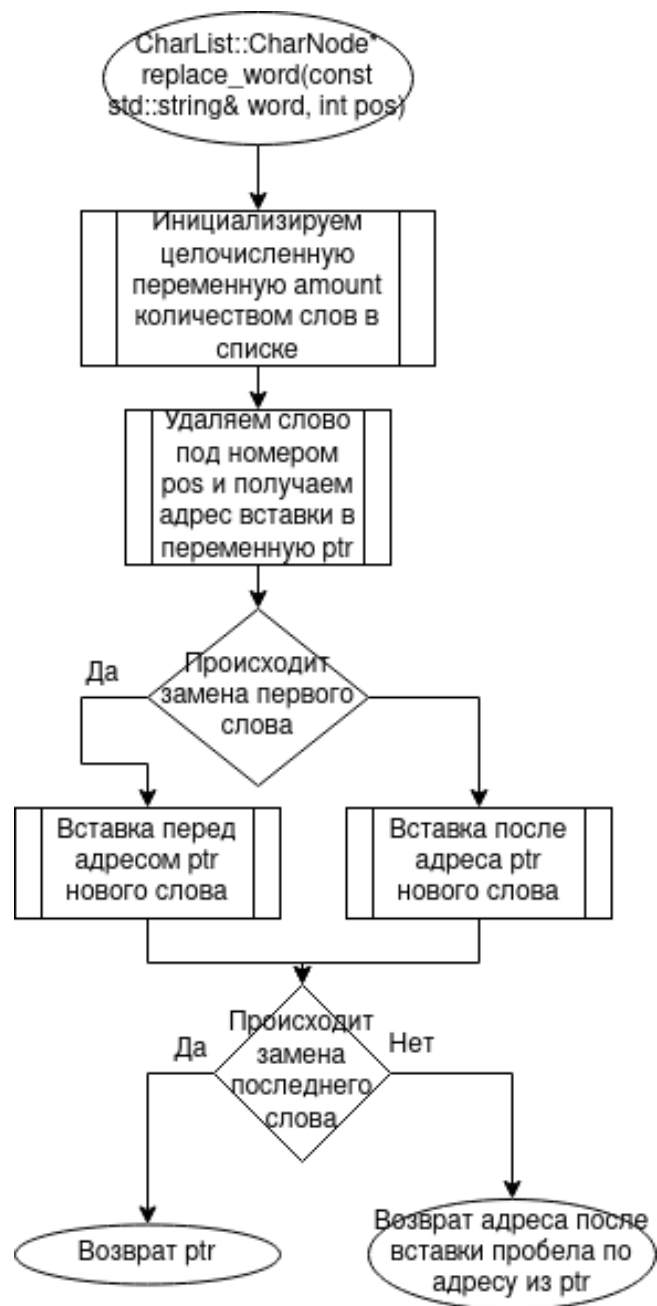 CharList::CharNode*
replace_word(const
std::string& word, int pos)
Инициализируем
целочисленную
переменную amount
количеством слов в
списке
Удаляем слово
под номером
pos и получаем
адрес вставки в
переменную ptr
Да
Происходит
замена первого
слова
Вставка перед
адресом ptr
нового слова
Вставка после
адреса ptr
нового слова
Да
Происходит
замена
последнего
слова
Нет
Возврат ptr
Возврат адреса после
вставки пробела по
адресу из ptr